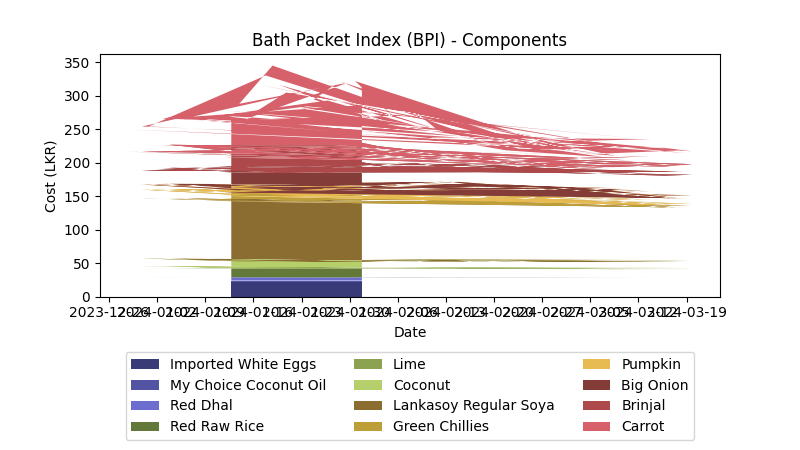 Bath Packet Index (BPI) - Components
350
300
250
200
150
100
50
0
Cost (LKR)
2023-12-26 2024-01-02 2024-01-09 2024-01-16 2024-01-23 2024-01-30 2024-02-06 2024-02-13 2024-02-20 2024-02-27 2024-03-05 2024-03-12 2024-03-19
Date
Imported White Eggs Lime Pumpkin
My Choice Coconut Oil Coconut Big Onion
Red Dhal Lankasoy Regular Soya Brinjal
Red Raw Rice Green Chillies Carrot